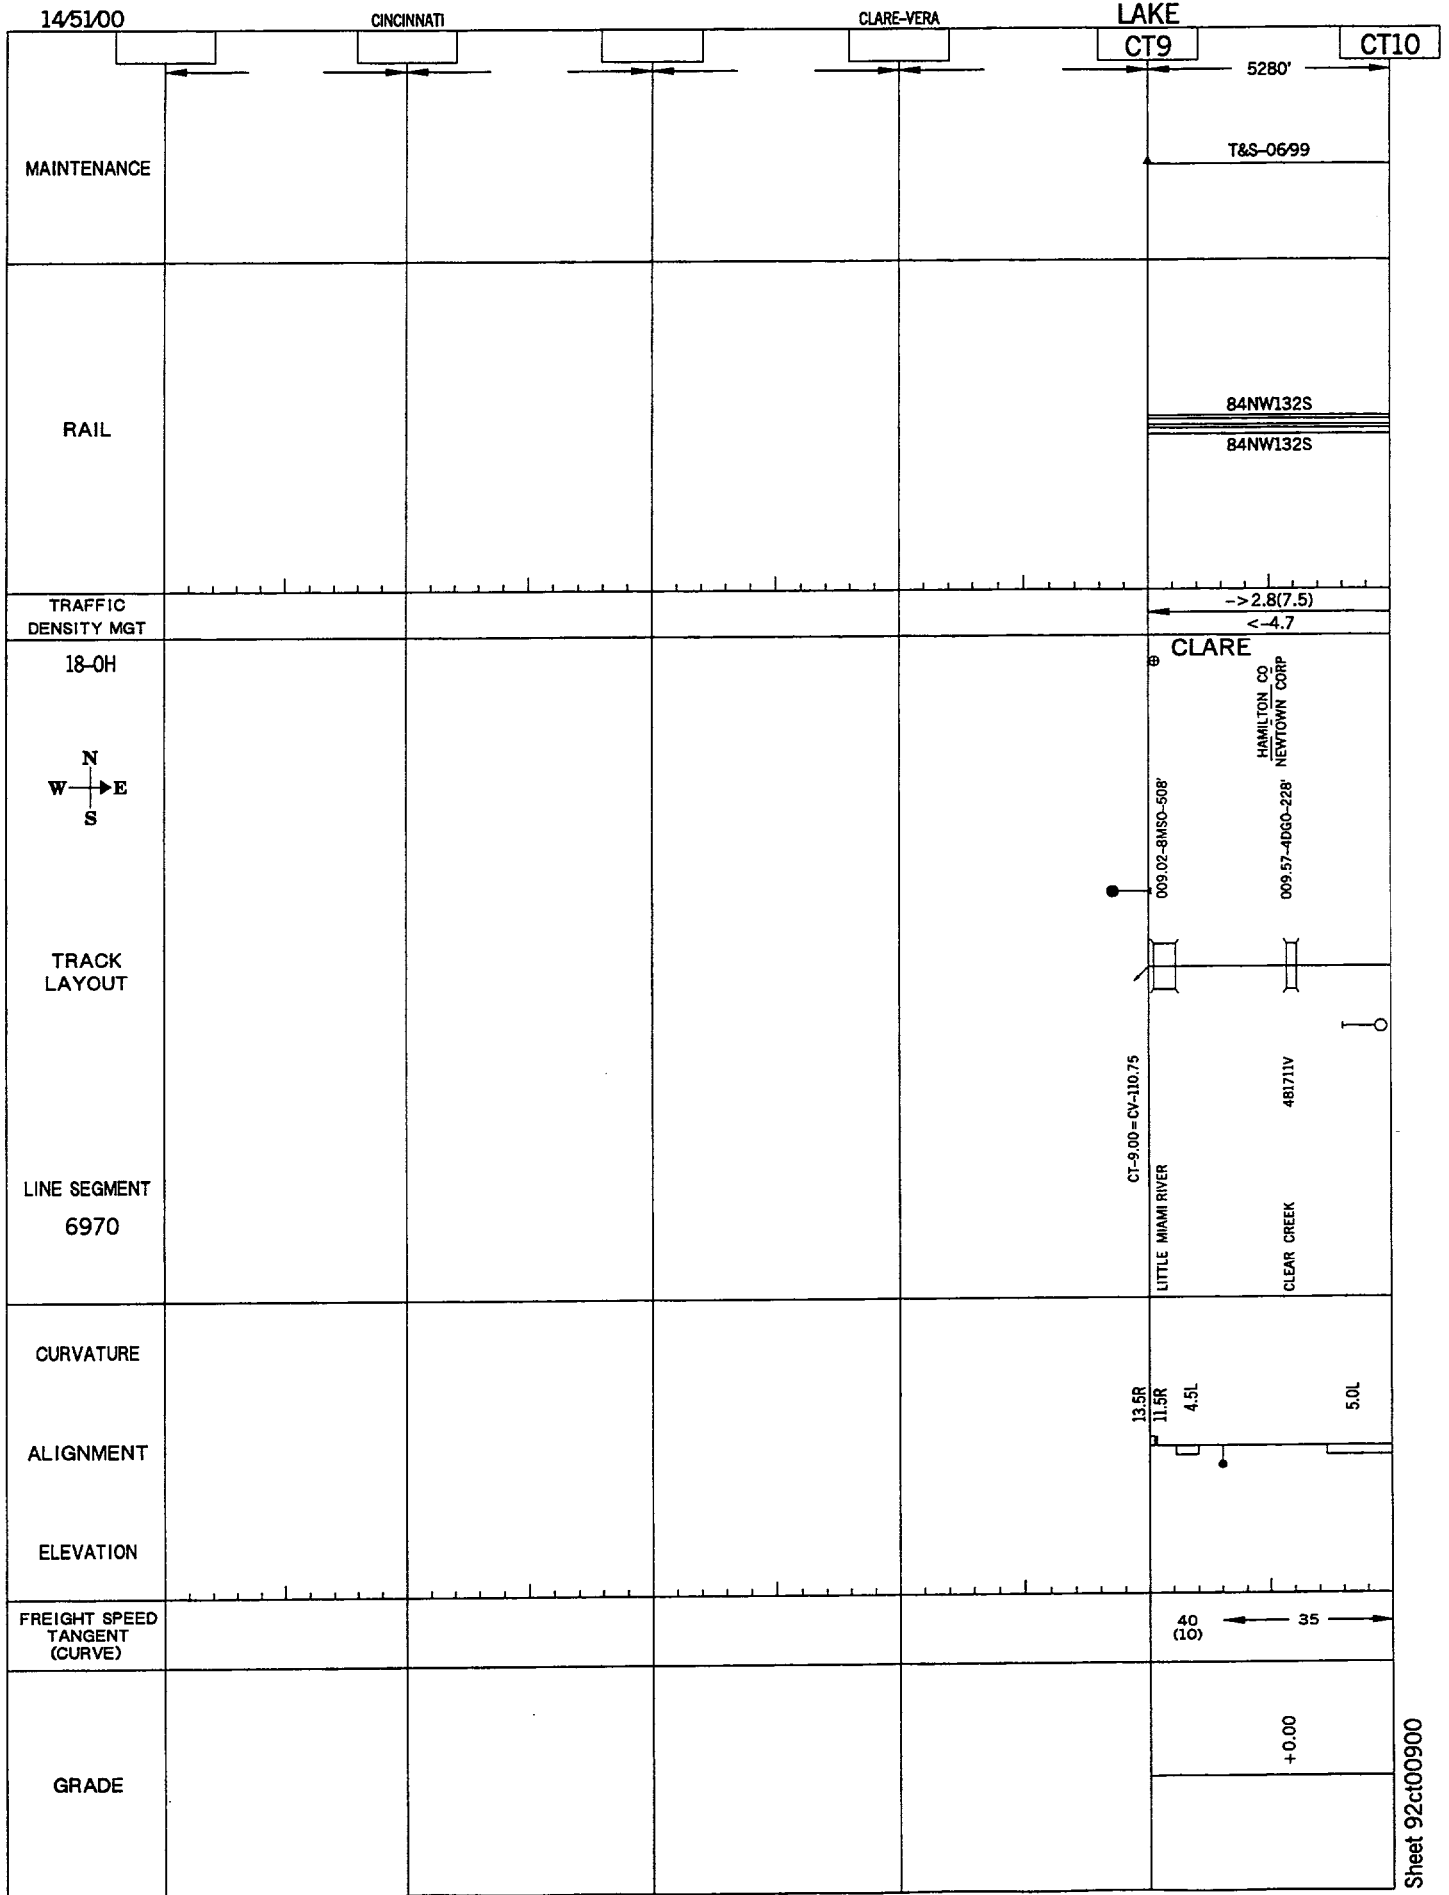 14/51/00
CINCINNATI
CLARE-VERA
LAKE
CT9
CT10
5280'
MAINTENANCE
T&S-06/99
RAIL
84NW132S
84NW132S
TRAFFIC
DENSITY MGT
->2.8(7.5)
<-4.7
18-OH
CLARE
HAMILTON CO
NEWTOWN CORP
N
W E
S
009.02-8MSO-508'
009.57-4DGO-228'
TRACK
LAYOUT
CT-9.00=CV-110.75
481711V
LINE SEGMENT
6970
LITTLE MIAMI RIVER
CLEAR CREEK
CURVATURE
13.5R
11.5R
4.5L
5.0L
ALIGNMENT
ELEVATION
FREIGHT SPEED
TANGENT
(CURVE)
40
(10)
35
GRADE
+0.00
Sheet 92ct00900